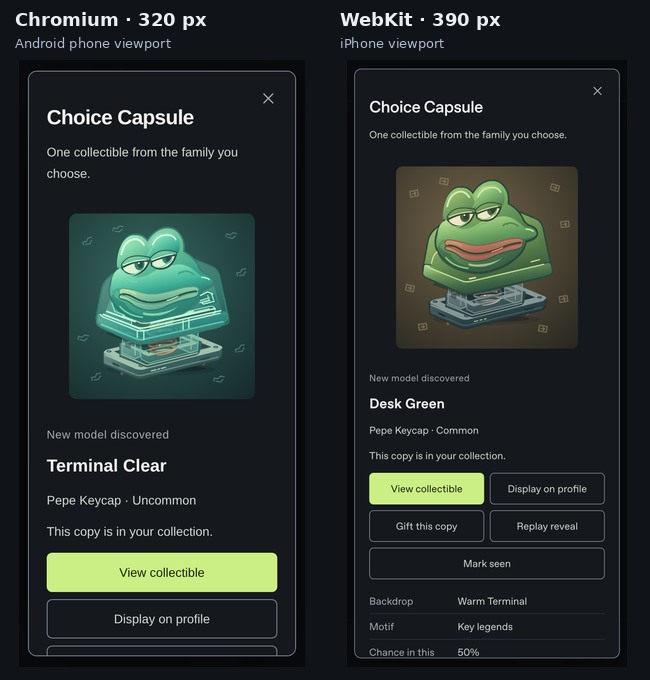 Chromium · 320 px
Android phone viewport
Choice Capsule
One collectible from the family you
choose.
New model discovered
Terminal Clear
Pepe Keycap · Uncommon
This copy is in your collection.
View collectible
Display on profile
WebKit · 390 px
iPhone viewport
Choice Capsule
One collectible from the family you choose.
New model discovered
Desk Green
Pepe Keycap · Common
This copy is in your collection.
View collectible
Display on profile
Gift this copy
Replay reveal
Mark seen
Backdrop Warm Terminal
Motif Key legends
Chance in this 50%